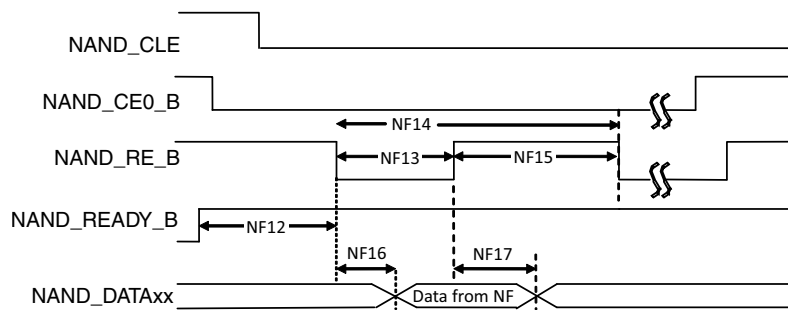 NAND_CLE
NAND_CE0_B
NF14
NAND_RE_B
NF13
NF15
NAND_READY_B
NF12
NF16
NF17
NAND_DATAxx
Data from NF